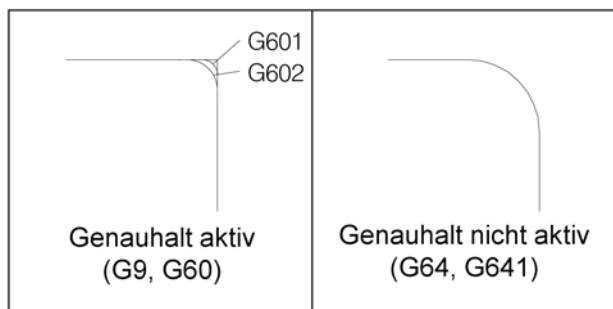 G601
G602
Genauhalt aktiv
(G9, G60)
Genauhalt nicht aktiv
(G64, G641)